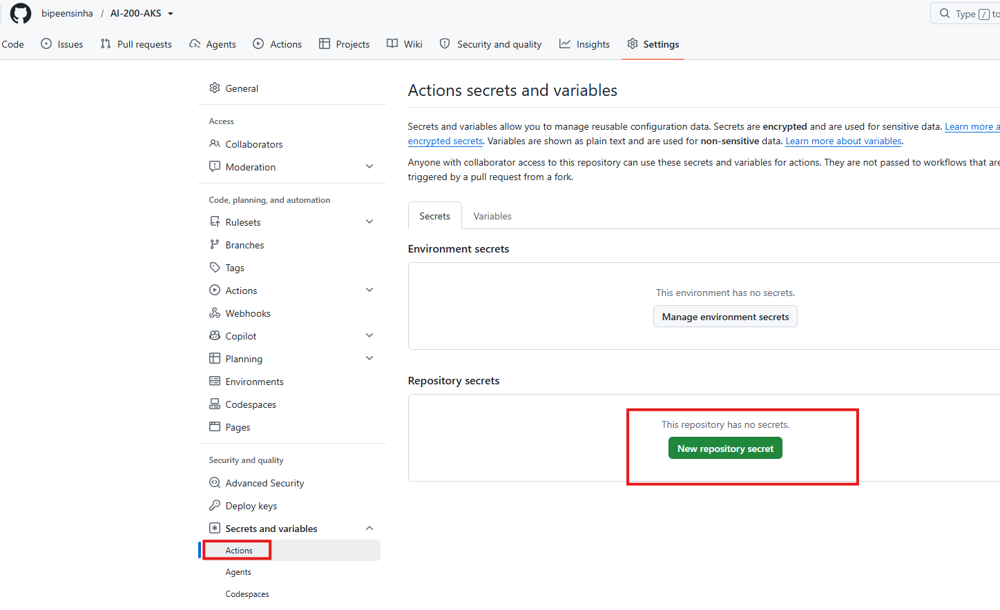 bipeensinha / AI-200-AKS
Type / to
Code Issues Pull requests Agents Actions Projects Wiki Security and quality Insights Settings
General
Access
Collaborators
Moderation
Code, planning, and automation
Rulesets
Branches
Tags
Actions
Webhooks
Copilot
Planning
Environments
Codespaces
Pages
Security and quality
Advanced Security
Deploy keys
Secrets and variables
Actions
Agents
Codespaces
Actions secrets and variables
Secrets and variables allow you to manage reusable configuration data. Secrets are encrypted and are used for sensitive data. Learn more a
encrypted secrets. Variables are shown as plain text and are used for non-sensitive data. Learn more about variables.
Anyone with collaborator access to this repository can use these secrets and variables for actions. They are not passed to workflows that are
triggered by a pull request from a fork.
Secrets Variables
Environment secrets
This environment has no secrets.
Manage environment secrets
Repository secrets
This repository has no secrets.
New repository secret